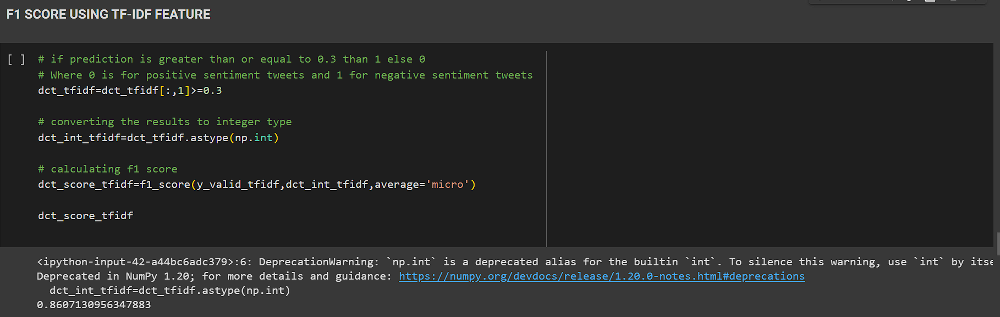 F1 SCORE USING TF-IDF FEATURE
[ ] # if prediction is greater than or equal to 0.3 than 1 else 0
# Where 0 is for positive sentiment tweets and 1 for negative sentiment tweets
dct_tfidf=dct_tfidf[:,1]>=0.3
# converting the results to integer type
dct_int_tfidf=dct_tfidf.astype(np.int)
# calculating f1 score
dct_score_tfidf=f1_score(y_valid_tfidf,dct_int_tfidf,average='micro')
dct_score_tfidf
<ipython-input-42-a44bc6adc379>:6: DeprecationWarning: `np.int` is a deprecated alias for the builtin `int`. To silence this warning, use `int` by itse
Deprecated in NumPy 1.20; for more details and guidance: https://numpy.org/devdocs/release/1.20.0-notes.html#deprecations
dct_int_tfidf=dct_tfidf.astype(np.int)
0.8607130956347883